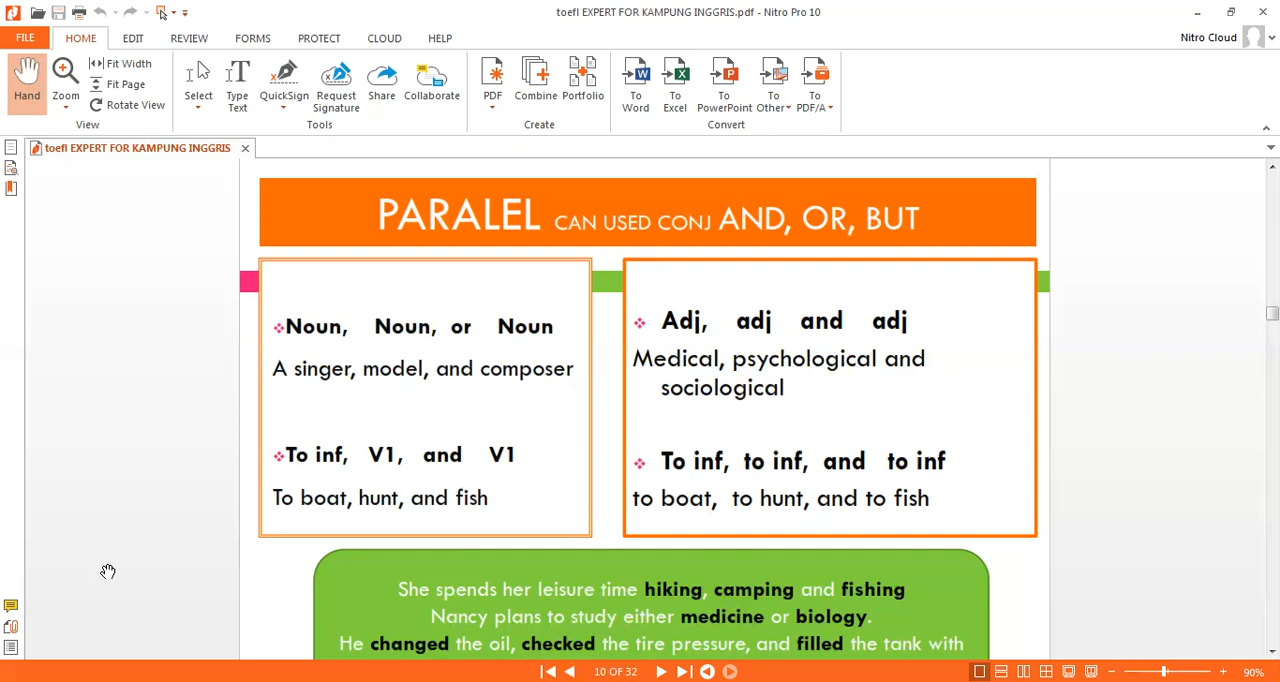 toefl EXPERT FOR KAMPUNG INGGRIS.pdf - Nitro Pro 10
FILE HOME EDIT REVIEW FORMS PROTECT CLOUD HELP
Nitro Cloud
Hand
Zoom
Fit Width
Fit Page
Rotate View
View
Select
Type Text
QuickSign
Request Signature
Share
Collaborate
Tools
PDF
Combine
Portfolio
Create
To Word
To Excel
To PowerPoint
To Other
To PDF/A
Convert
toefl EXPERT FOR KAMPUNG INGGRIS
PARALEL CAN USED CONJ AND, OR, BUT
Noun, Noun, or Noun
A singer, model, and composer
To inf, V1, and V1
To boat, hunt, and fish
Adj, adj and adj
Medical, psychological and
sociological
To inf, to inf, and to inf
to boat, to hunt, and to fish
She spends her leisure time hiking, camping and fishing
Nancy plans to study either medicine or biology.
He changed the oil, checked the tire pressure, and filled the tank with
10 OF 32
90%